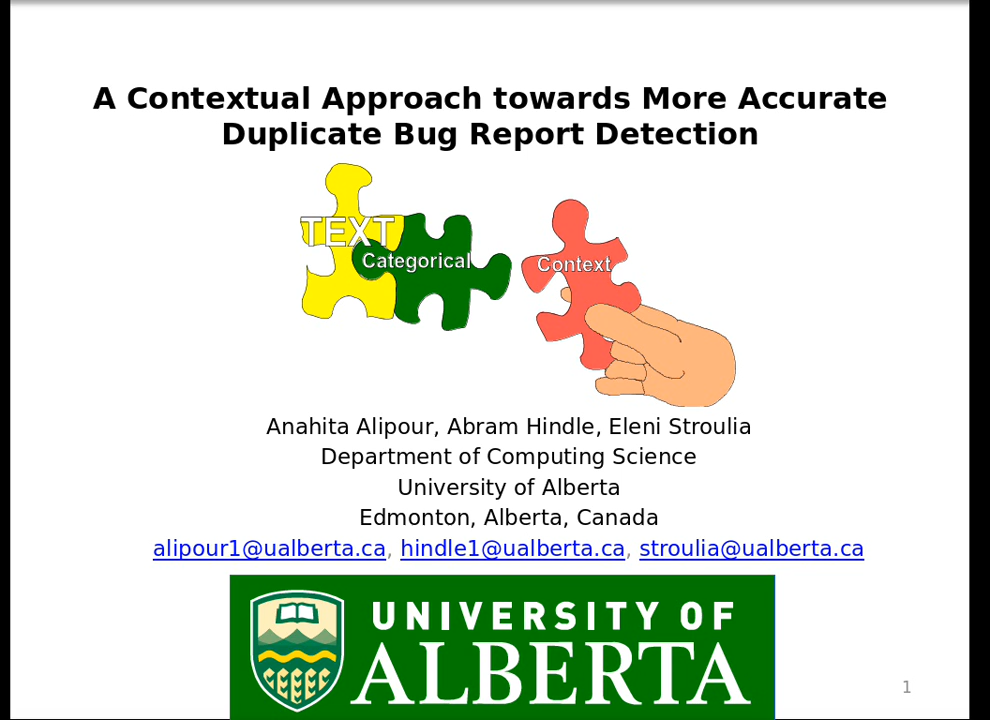 A Contextual Approach towards More Accurate
Duplicate Bug Report Detection
TEXT
Categorical
Context
Anahita Alipour, Abram Hindle, Eleni Stroulia
Department of Computing Science
University of Alberta
Edmonton, Alberta, Canada
alipour1@ualberta.ca, hindle1@ualberta.ca, stroulia@ualberta.ca
UNIVERSITY OF
ALBERTA
1